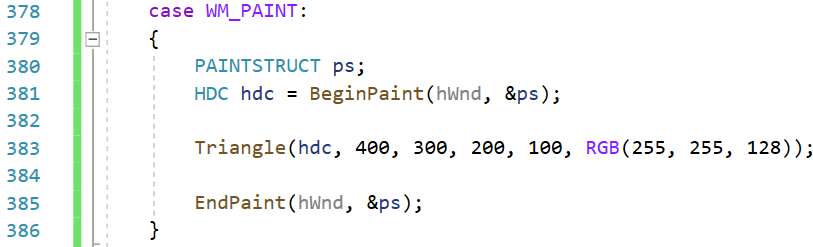 378 case WM_PAINT:
379 {
380 PAINTSTRUCT ps;
381 HDC hdc = BeginPaint(hWnd, &ps);
382
383 Triangle(hdc, 400, 300, 200, 100, RGB(255, 255, 128));
384
385 EndPaint(hWnd, &ps);
386 }